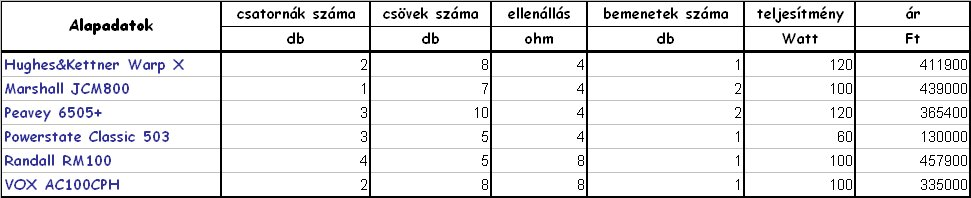 Alapadatok csatornák száma csövek száma ellenállás bemenetek száma teljesítmény ár
db db ohm db Watt Ft
Hughes&Kettner Warp X 2 8 4 1 120 411900
Marshall JCM800 1 7 4 2 100 439000
Peavey 6505+ 3 10 4 2 120 365400
Powerstate Classic 503 3 5 4 1 60 130000
Randall RM100 4 5 8 1 100 457900
VOX AC100CPH 2 8 8 1 100 335000